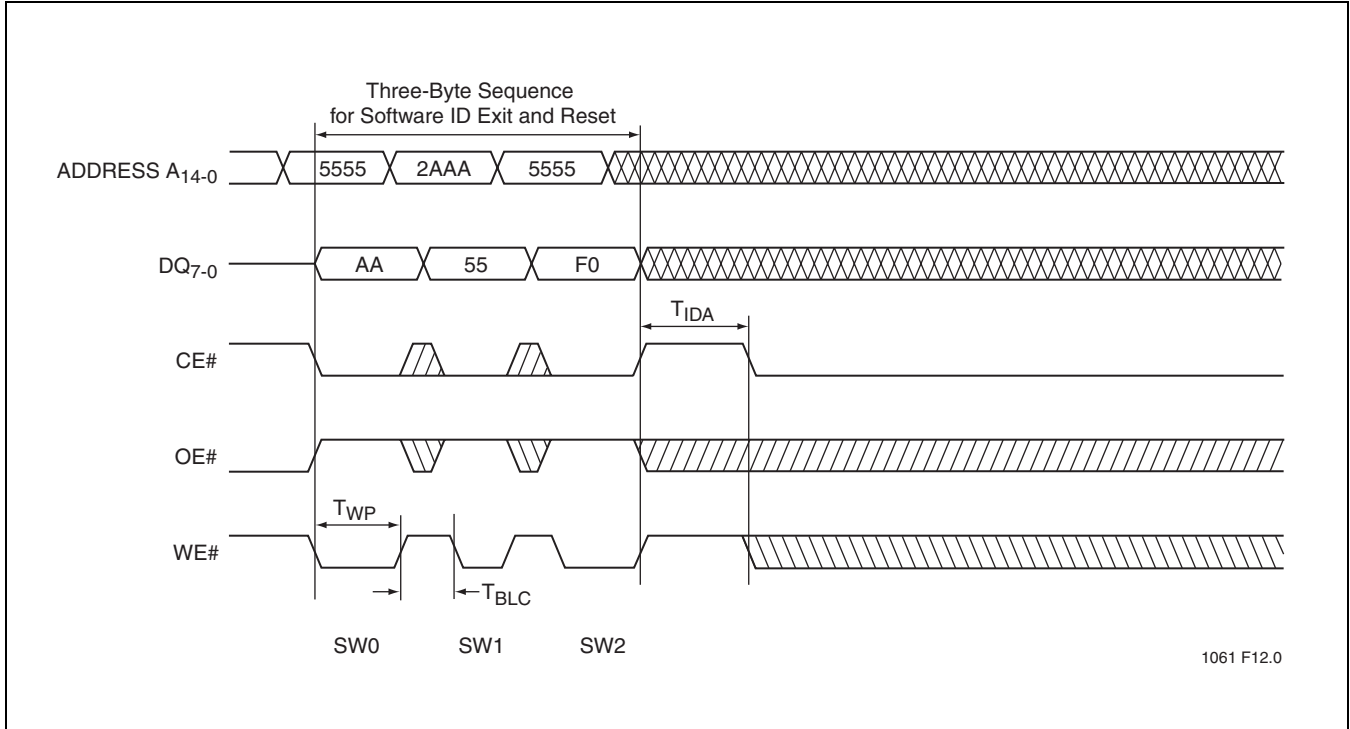 Three-Byte Sequence
for Software ID Exit and Reset
ADDRESS A14-0
5555 2AAA 5555
DQ7-0
AA 55 F0
TIDA
CE#
OE#
TWP
WE#
TBLC
SW0 SW1 SW2
1061 F12.0